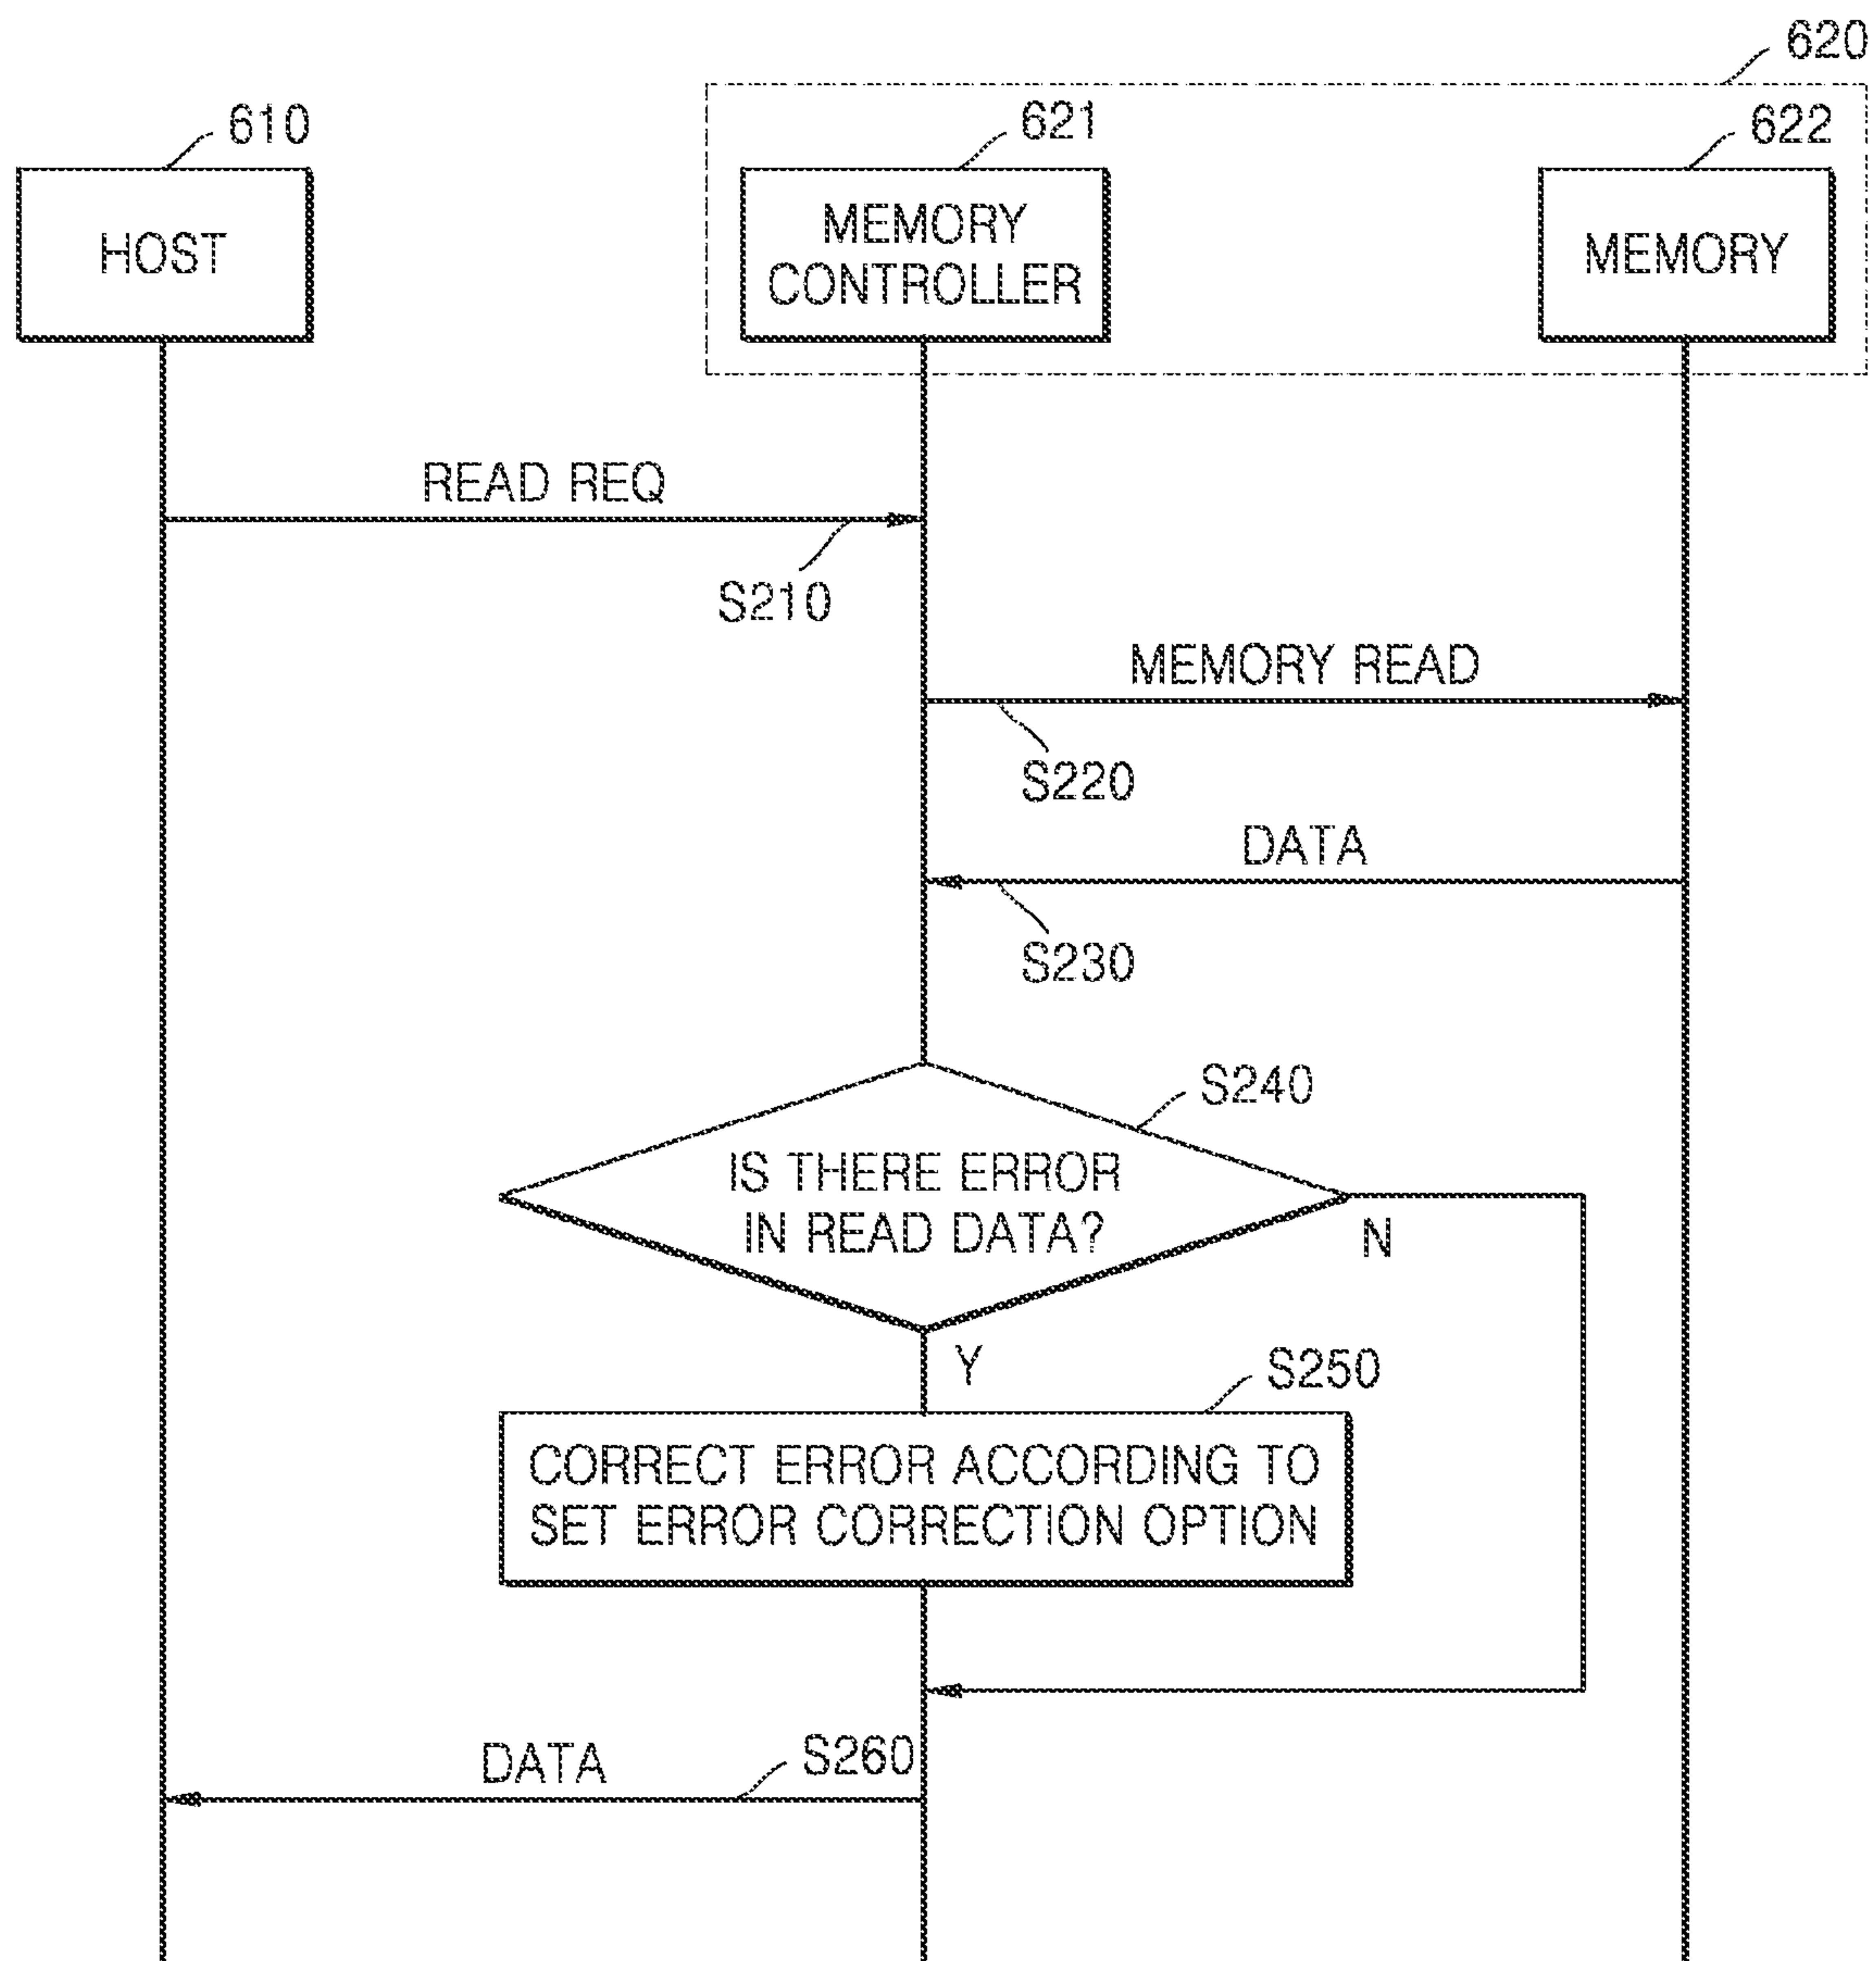 620
610
621
622
HOST
MEMORY
CONTROLLER
MEMORY
READ REQ
S210
MEMORY READ
S220
DATA
S230
S240
IS THERE ERROR
IN READ DATA?
N
Y
S250
CORRECT ERROR ACCORDING TO
SET ERROR CORRECTION OPTION
DATA
S260